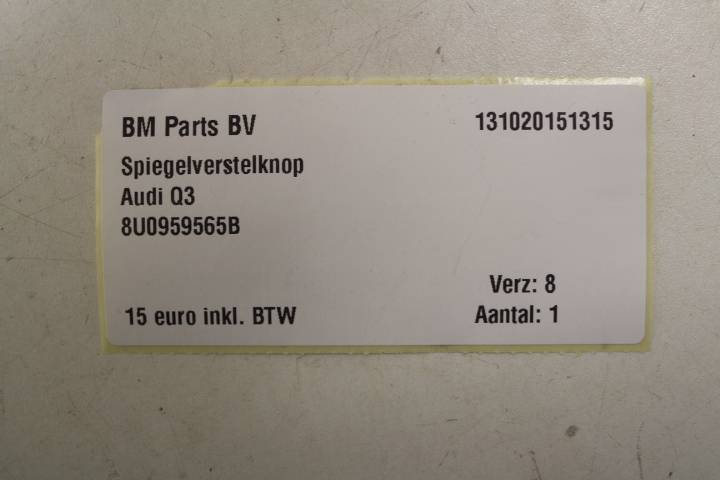 BM Parts BV 131020151315
Spiegelverstelknop
Audi Q3
8U0959565B
Verz: 8
15 euro inkl. BTW Aantal: 1